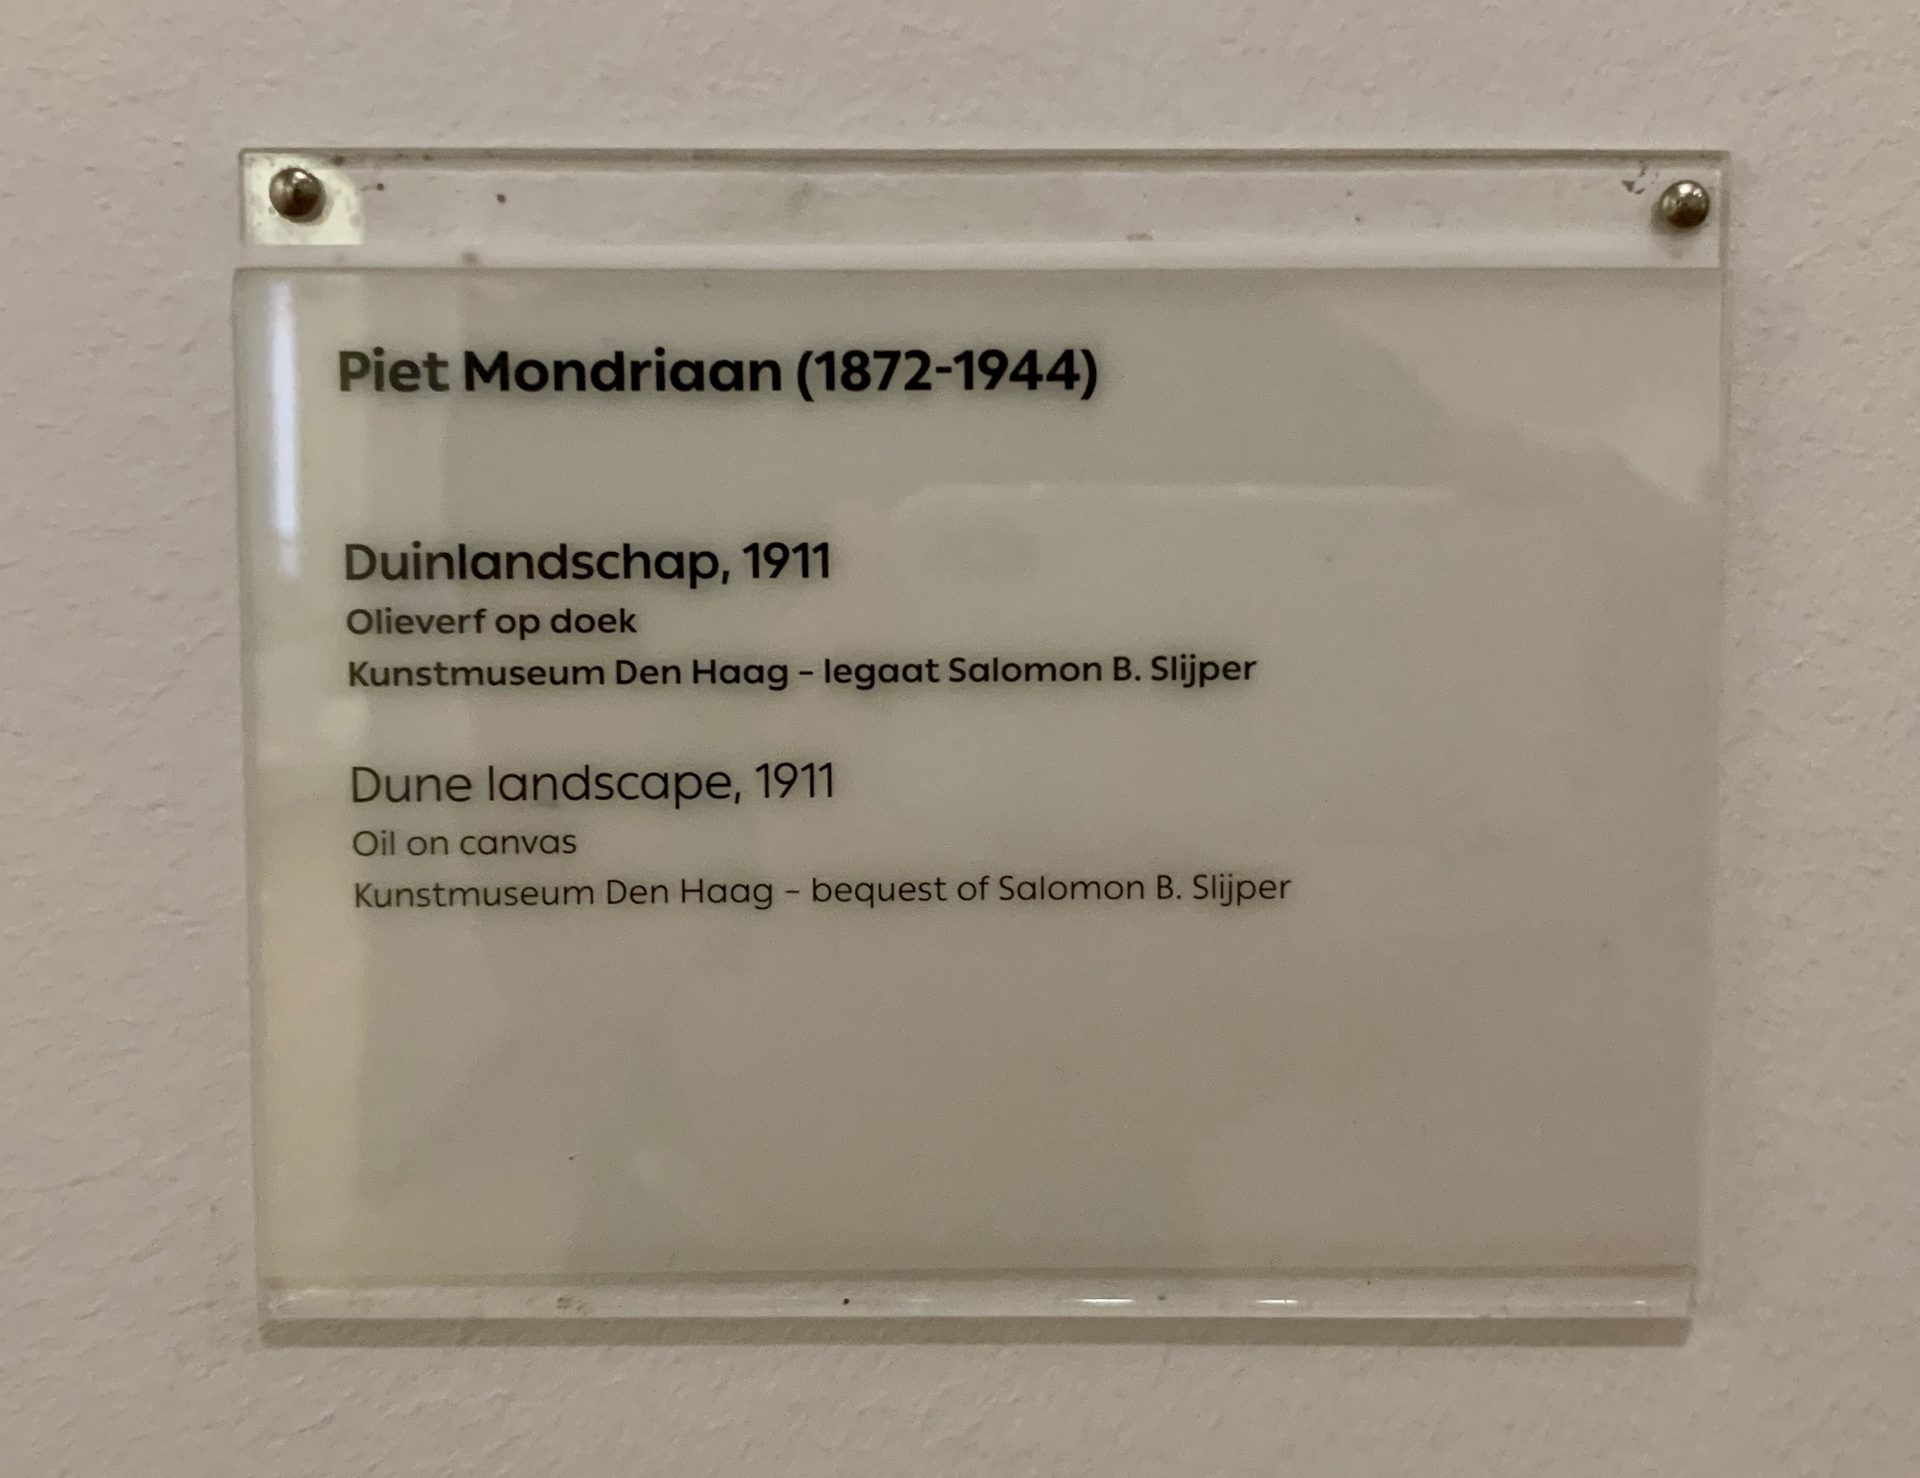 Piet Mondriaan (1872-1944)
Duinlandschap, 1911
Olieverf op doek
Kunstmuseum Den Haag – legaat Salomon B. Slijper
Dune landscape, 1911
Oil on canvas
Kunstmuseum Den Haag – bequest of Salomon B. Slijper